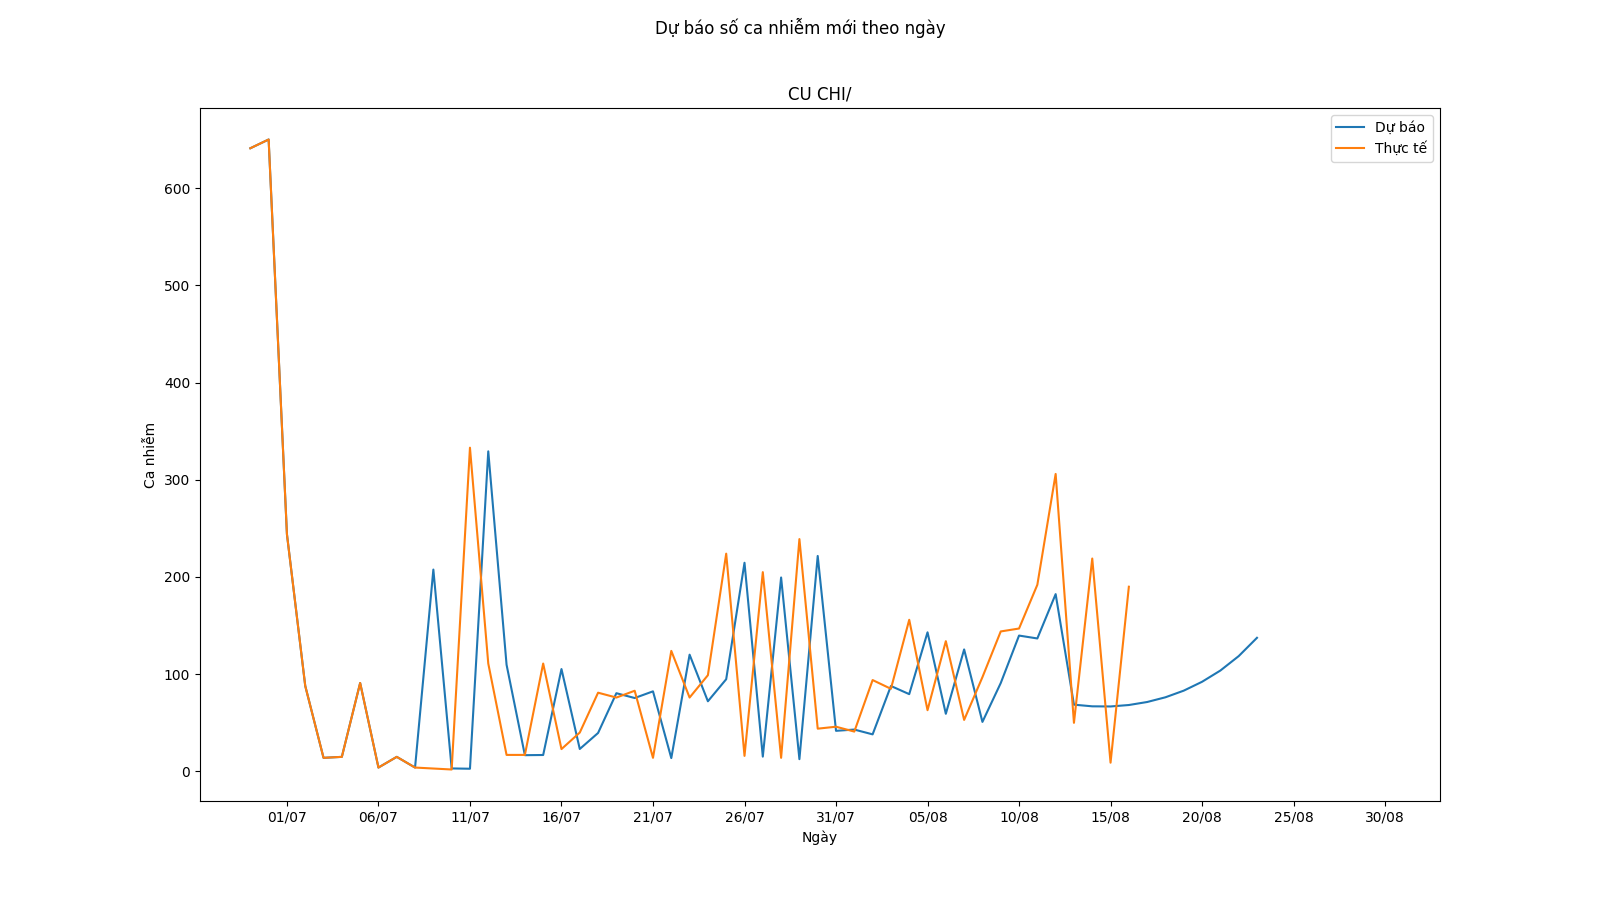 Dự báo số ca nhiễm mới theo ngày
CU CHI/
Dự báo
Thực tế
Ca nhiễm
600
500
400
300
200
100
0
01/07 06/07 11/07 16/07 21/07 26/07 31/07 05/08 10/08 15/08 20/08 25/08 30/08
Ngày